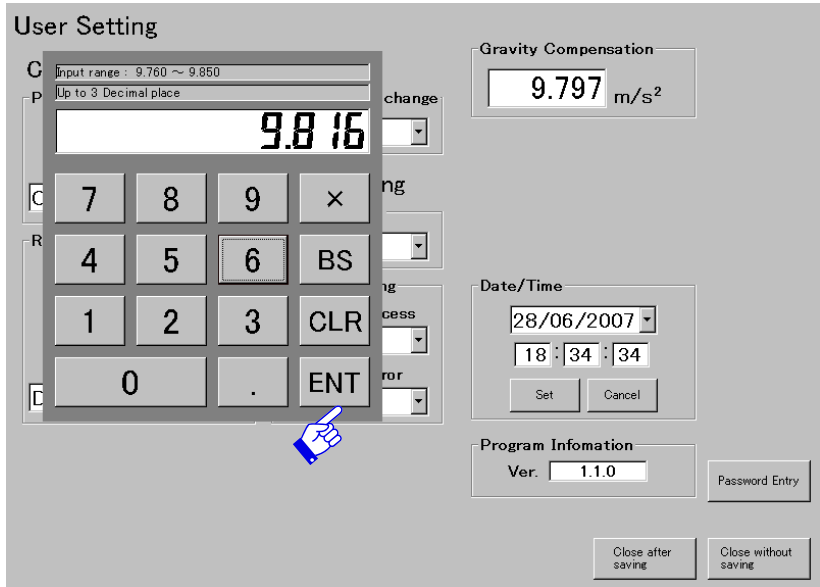 User Setting
C
P
change
C
ng
R
ng
cess
ror
D
Input range : 9.760 ～ 9.850
Up to 3 Decimal place
9.816
7 8 9 ×
4 5 6 BS
1 2 3 CLR
0 . ENT
Gravity Compensation
9.797 m/s²
Date/Time
28/06/2007
18 : 34 : 34
Set Cancel
Program Infomation
Ver. 1.1.0
Password Entry
Close after
saving
Close without
saving